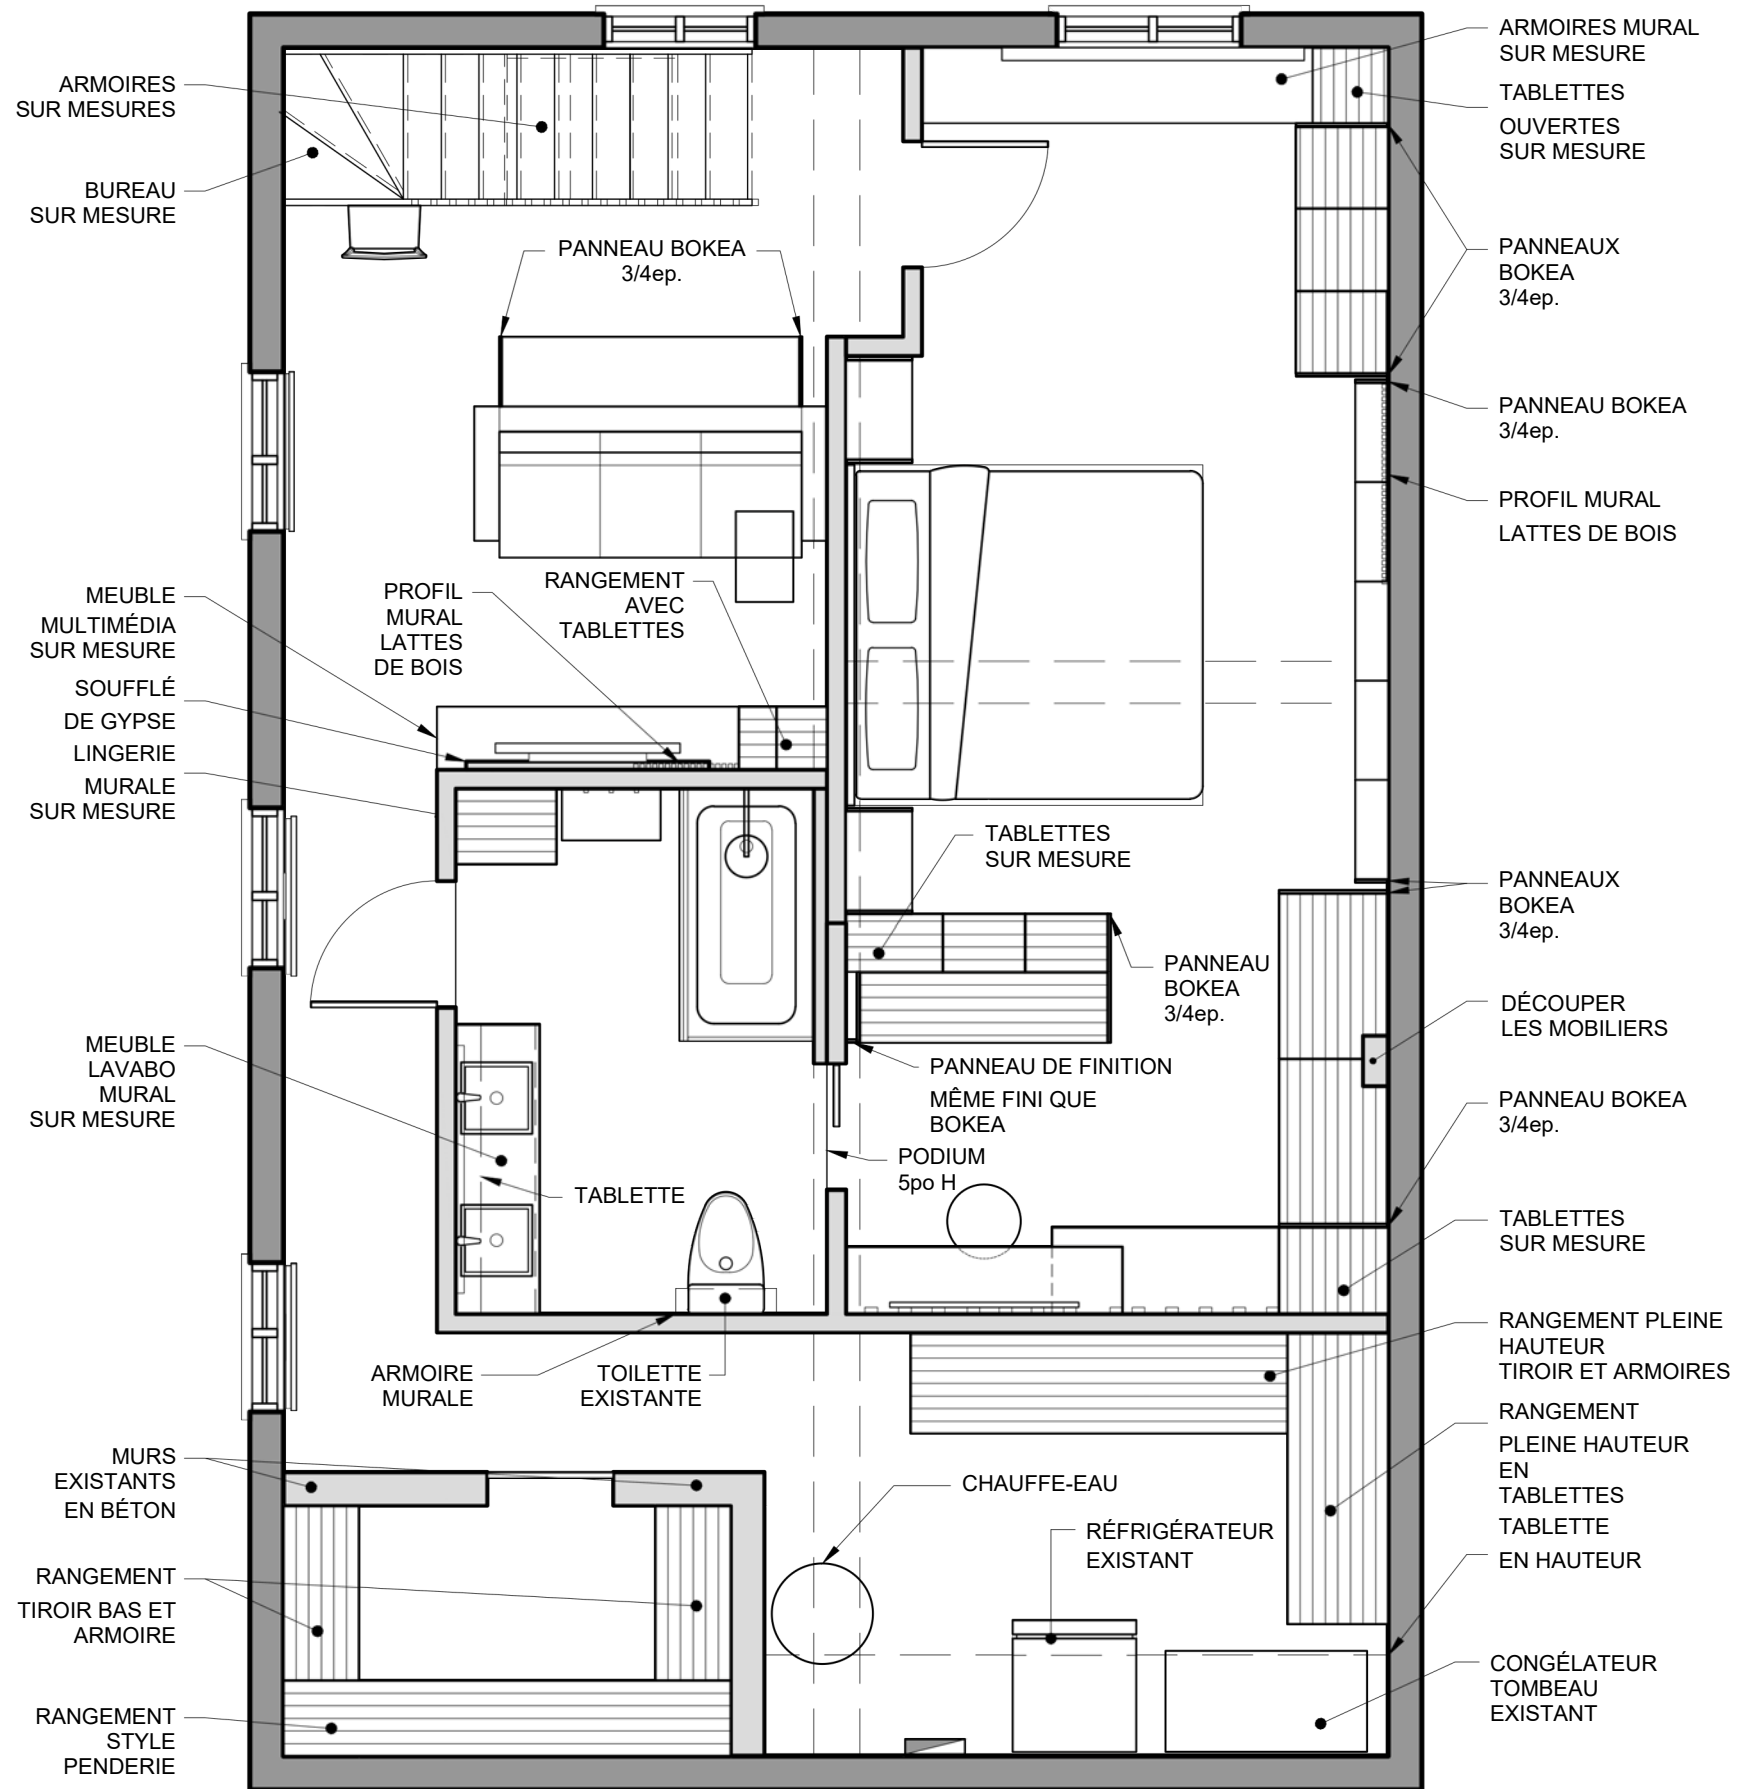 ARMOIRES
SUR MESURES
BUREAU
SUR MESURE
PANNEAU BOKEA
3/4ep.
ARMOIRES MURAL
SUR MESURE
TABLETTES
OUVERTES
SUR MESURE
PANNEAUX
BOKEA
3/4ep.
PANNEAU BOKEA
3/4ep.
PROFIL MURAL
LATTES DE BOIS
MEUBLE
MULTIMÉDIA
SUR MESURE
SOUFFLÉ
DE GYPSE
LINGERIE
MURALE
SUR MESURE
PROFIL
MURAL
LATTES
DE BOIS
RANGEMENT
AVEC
TABLETTES
TABLETTES
SUR MESURE
PANNEAU
BOKEA
3/4ep.
PANNEAUX
BOKEA
3/4ep.
DÉCOUPER
LES MOBILIERS
MEUBLE
LAVABO
MURAL
SUR MESURE
PANNEAU DE FINITION
MÊME FINI QUE
BOKEA
PODIUM
5po H
TABLETTE
PANNEAU BOKEA
3/4ep.
TABLETTES
SUR MESURE
ARMOIRE
MURALE
TOILETTE
EXISTANTE
RANGEMENT PLEINE
HAUTEUR
TIROIR ET ARMOIRES
RANGEMENT
PLEINE HAUTEUR
EN
TABLETTES
TABLETTE
EN HAUTEUR
MURS
EXISTANTS
EN BÉTON
CHAUFFE-EAU
RÉFRIGÉRATEUR
EXISTANT
RANGEMENT
TIROIR BAS ET
ARMOIRE
RANGEMENT
STYLE
PENDERIE
CONGÉLATEUR
TOMBEAU
EXISTANT